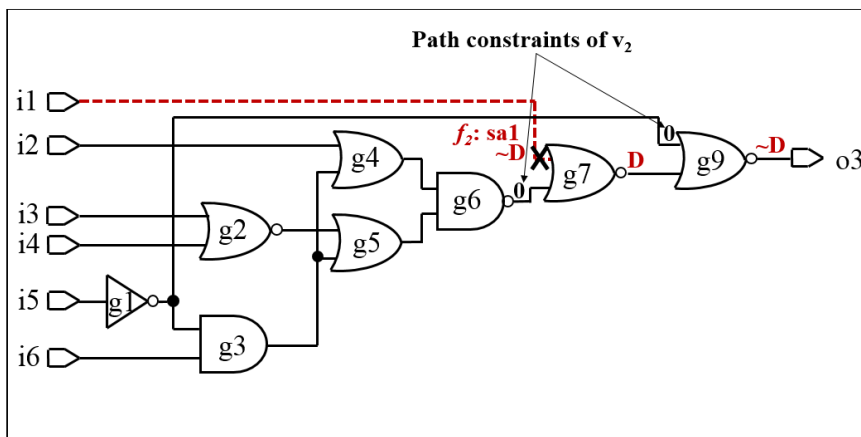 Path constraints of v2
i1
f2: sa1
0
i2
~D
g4
D
~D
g7
g9
o3
g6
0
i3
g2
g5
i4
i5
g1
g3
i6